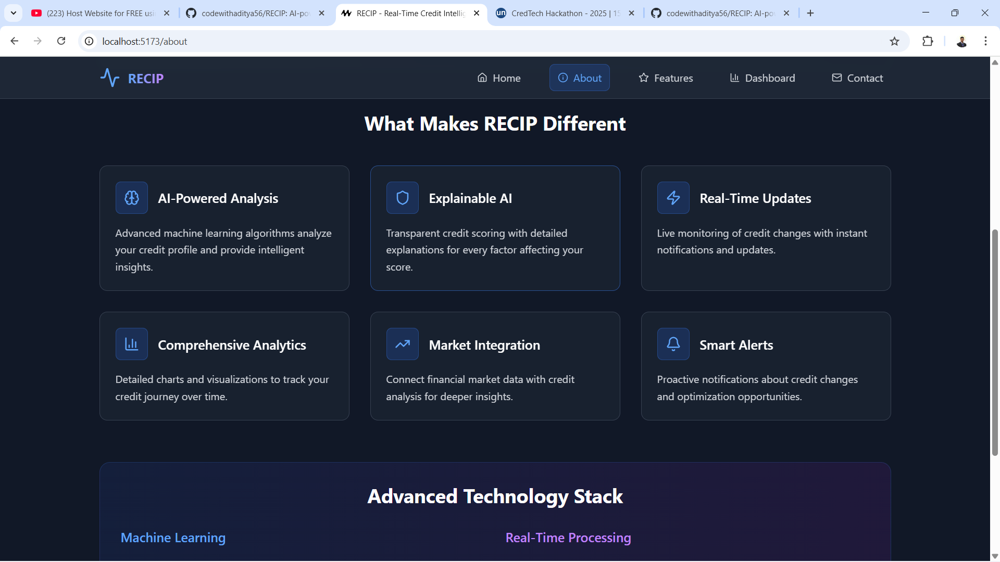 (223) Host Website for FREE usi
codewithaditya56/RECIP: AI-po
RECIP - Real-Time Credit Intellig
CredTech Hackathon - 2025 | 15
codewithaditya56/RECIP: AI-po
localhost:5173/about
RECIP
Home
About
Features
Dashboard
Contact
What Makes RECIP Different
AI-Powered Analysis
Advanced machine learning algorithms analyze
your credit profile and provide intelligent
insights.
Explainable AI
Transparent credit scoring with detailed
explanations for every factor affecting your
score.
Real-Time Updates
Live monitoring of credit changes with instant
notifications and updates.
Comprehensive Analytics
Detailed charts and visualizations to track your
credit journey over time.
Market Integration
Connect financial market data with credit
analysis for deeper insights.
Smart Alerts
Proactive notifications about credit changes
and optimization opportunities.
Advanced Technology Stack
Machine Learning
Real-Time Processing